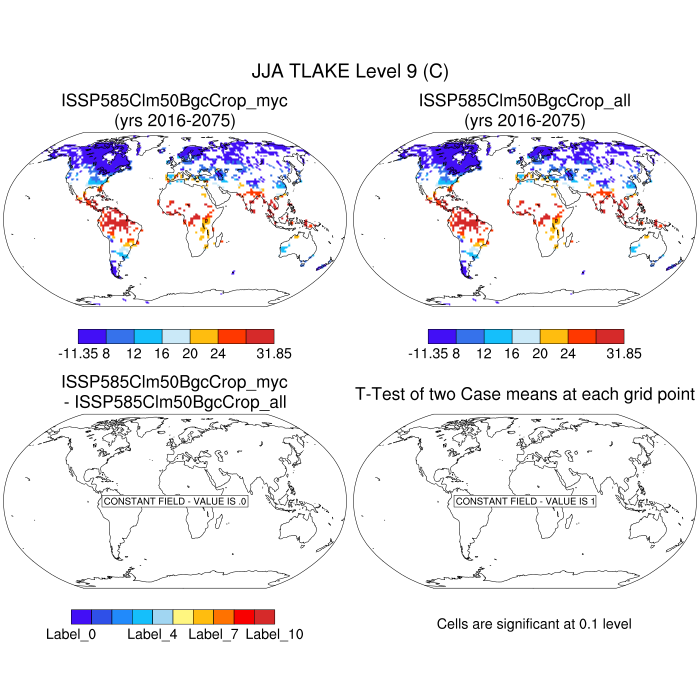 JJA TLAKE Level 9 (C)
ISSP585Clm50BgcCrop_myc
(yrs 2016-2075)
ISSP585Clm50BgcCrop_all
(yrs 2016-2075)
-11.35 8 12 16 20 24 31.85
-11.35 8 12 16 20 24 31.85
ISSP585Clm50BgcCrop_myc
- ISSP585Clm50BgcCrop_all
T-Test of two Case means at each grid point
CONSTANT FIELD - VALUE IS .0
CONSTANT FIELD - VALUE IS 1
Label_0 Label_4 Label_7 Label_10
Cells are significant at 0.1 level